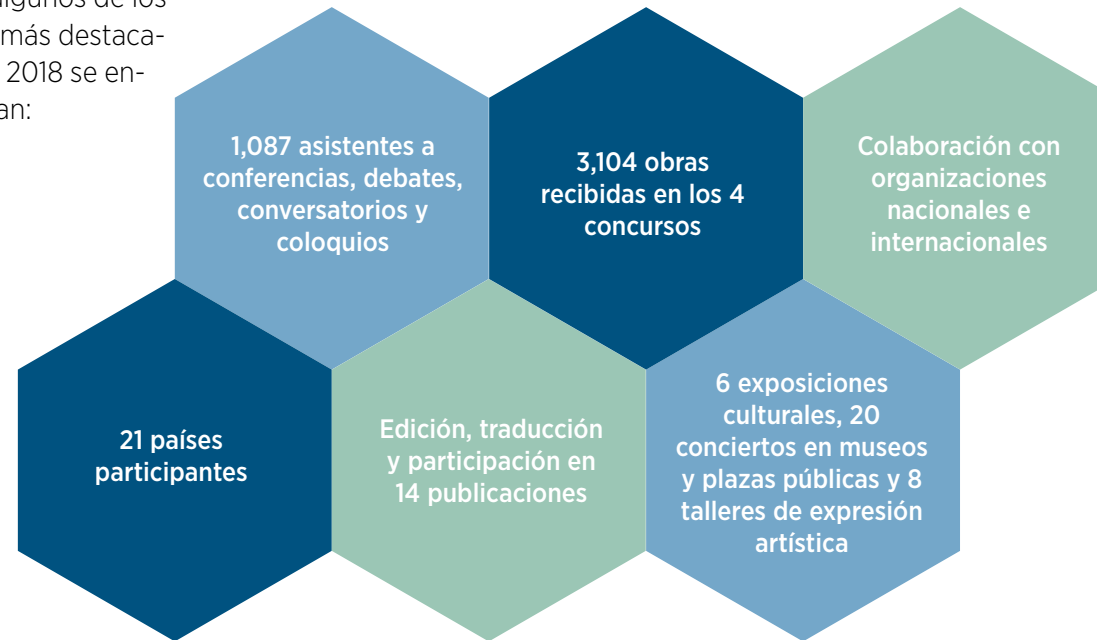 algunos de los
más destaca-
2018 se en-
an:
1,087 asistentes a
conferencias, debates,
conversatorios y
coloquios
3,104 obras
recibidas en los 4
concursos
Colaboración con
organizaciones
nacionales e
internacionales
21 países
participantes
Edición, traducción
y participación en
14 publicaciones
6 exposiciones
culturales, 20
conciertos en museos
y plazas públicas y 8
talleres de expresión
artística